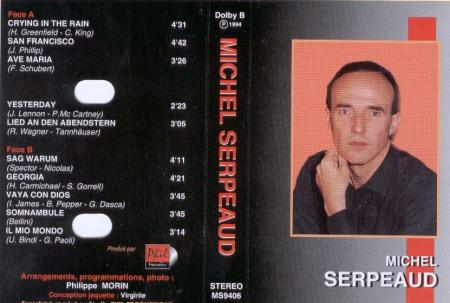 Face A
CRYING IN THE RAIN 4'31
(H. Greenfield - C. King)
SAN FRANCISCO 4'42
(J. Phillip)
AVE MARIA 3'26
(F. Schubert)
YESTERDAY 2'23
(J. Lennon - P.Mc Cartney)
LIED AN DEN ABENDSTERN 3'05
(R. Wagner - Tannhäuser)
Face B
SAG WARUM 4'11
(Spector - Nicolas)
GEORGIA 4'21
(H. Carmichael - S. Gorrell)
VAYA CON DIOS 3'45
(I. James - B. Pepper - G. Dasca)
SOMNAMBULE 3'45
(Bellini)
IL MIO MONDO 3'14
(U. Bindi - G. Paoli)
Produit par
Phil
Productions
Arrangements, programmations, photo :
Philippe MORIN
Conception jaquette : Virginie
Dolby B
℗ 1994
MICHEL SERPEAUD
STEREO
MS9406
MICHEL
SERPEAUD